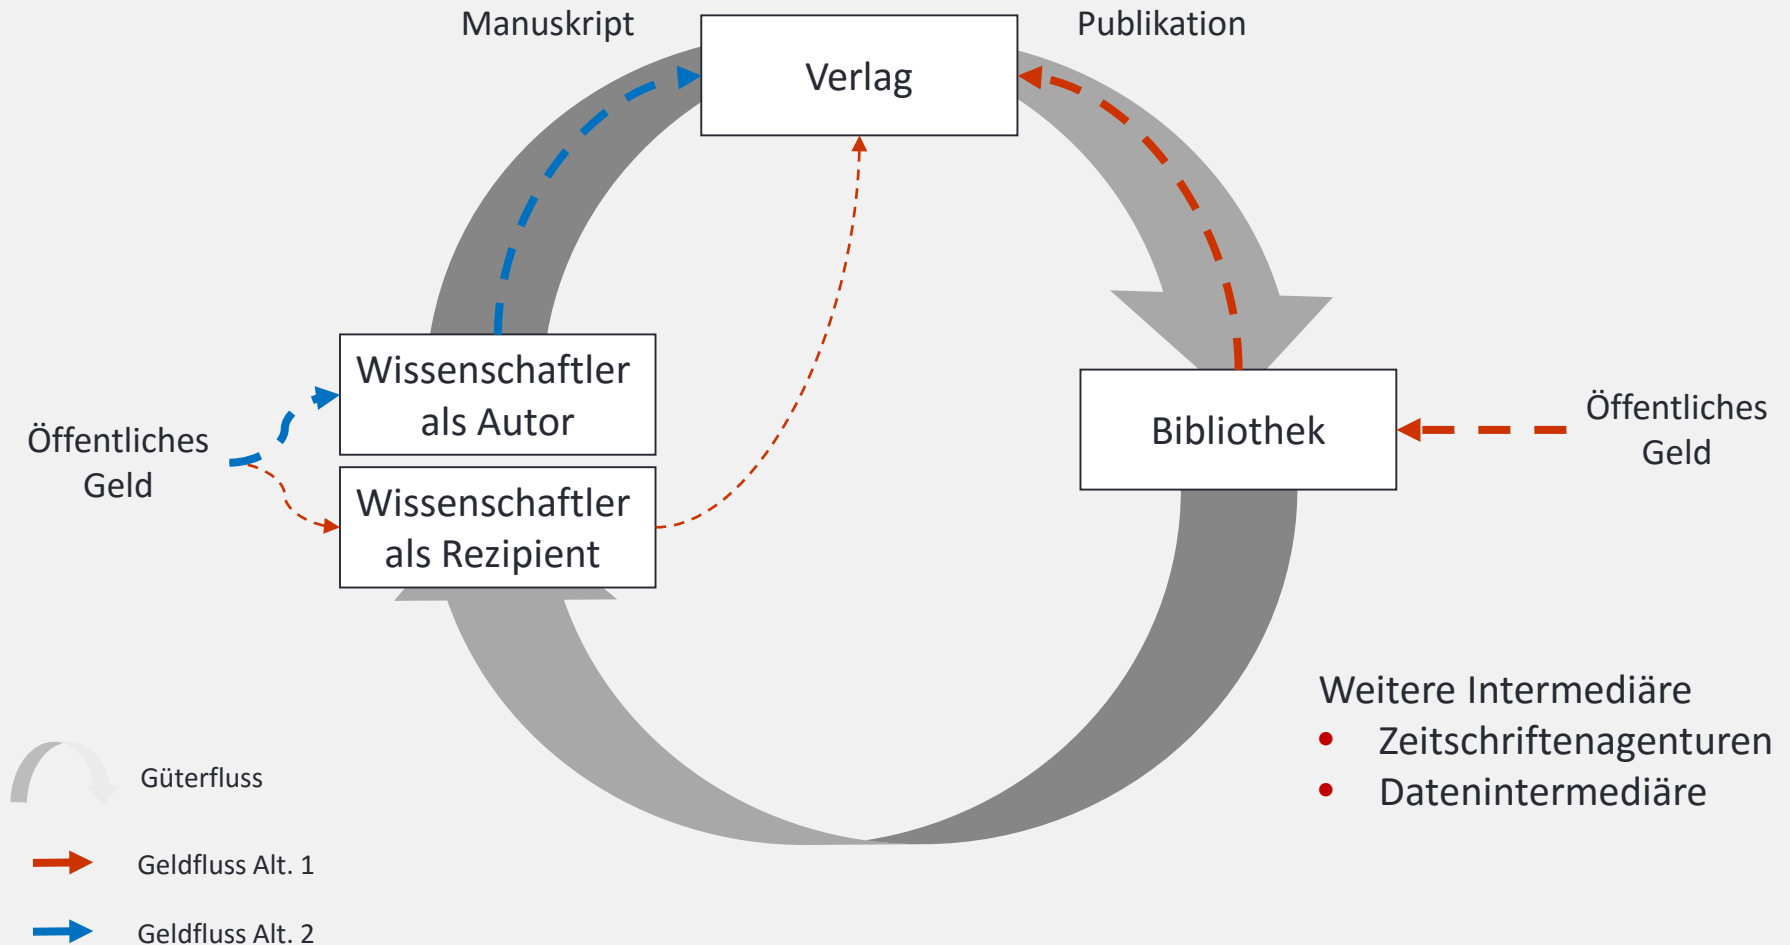 Manuskript
Verlag
Publikation
Wissenschaftler
als Autor
Öffentliches
Geld
Wissenschaftler
als Rezipient
Bibliothek
Öffentliches
Geld
Weitere Intermediäre
• Zeitschriftenagenturen
• Datenintermediäre
Güterfluss
Geldfluss Alt. 1
Geldfluss Alt. 2